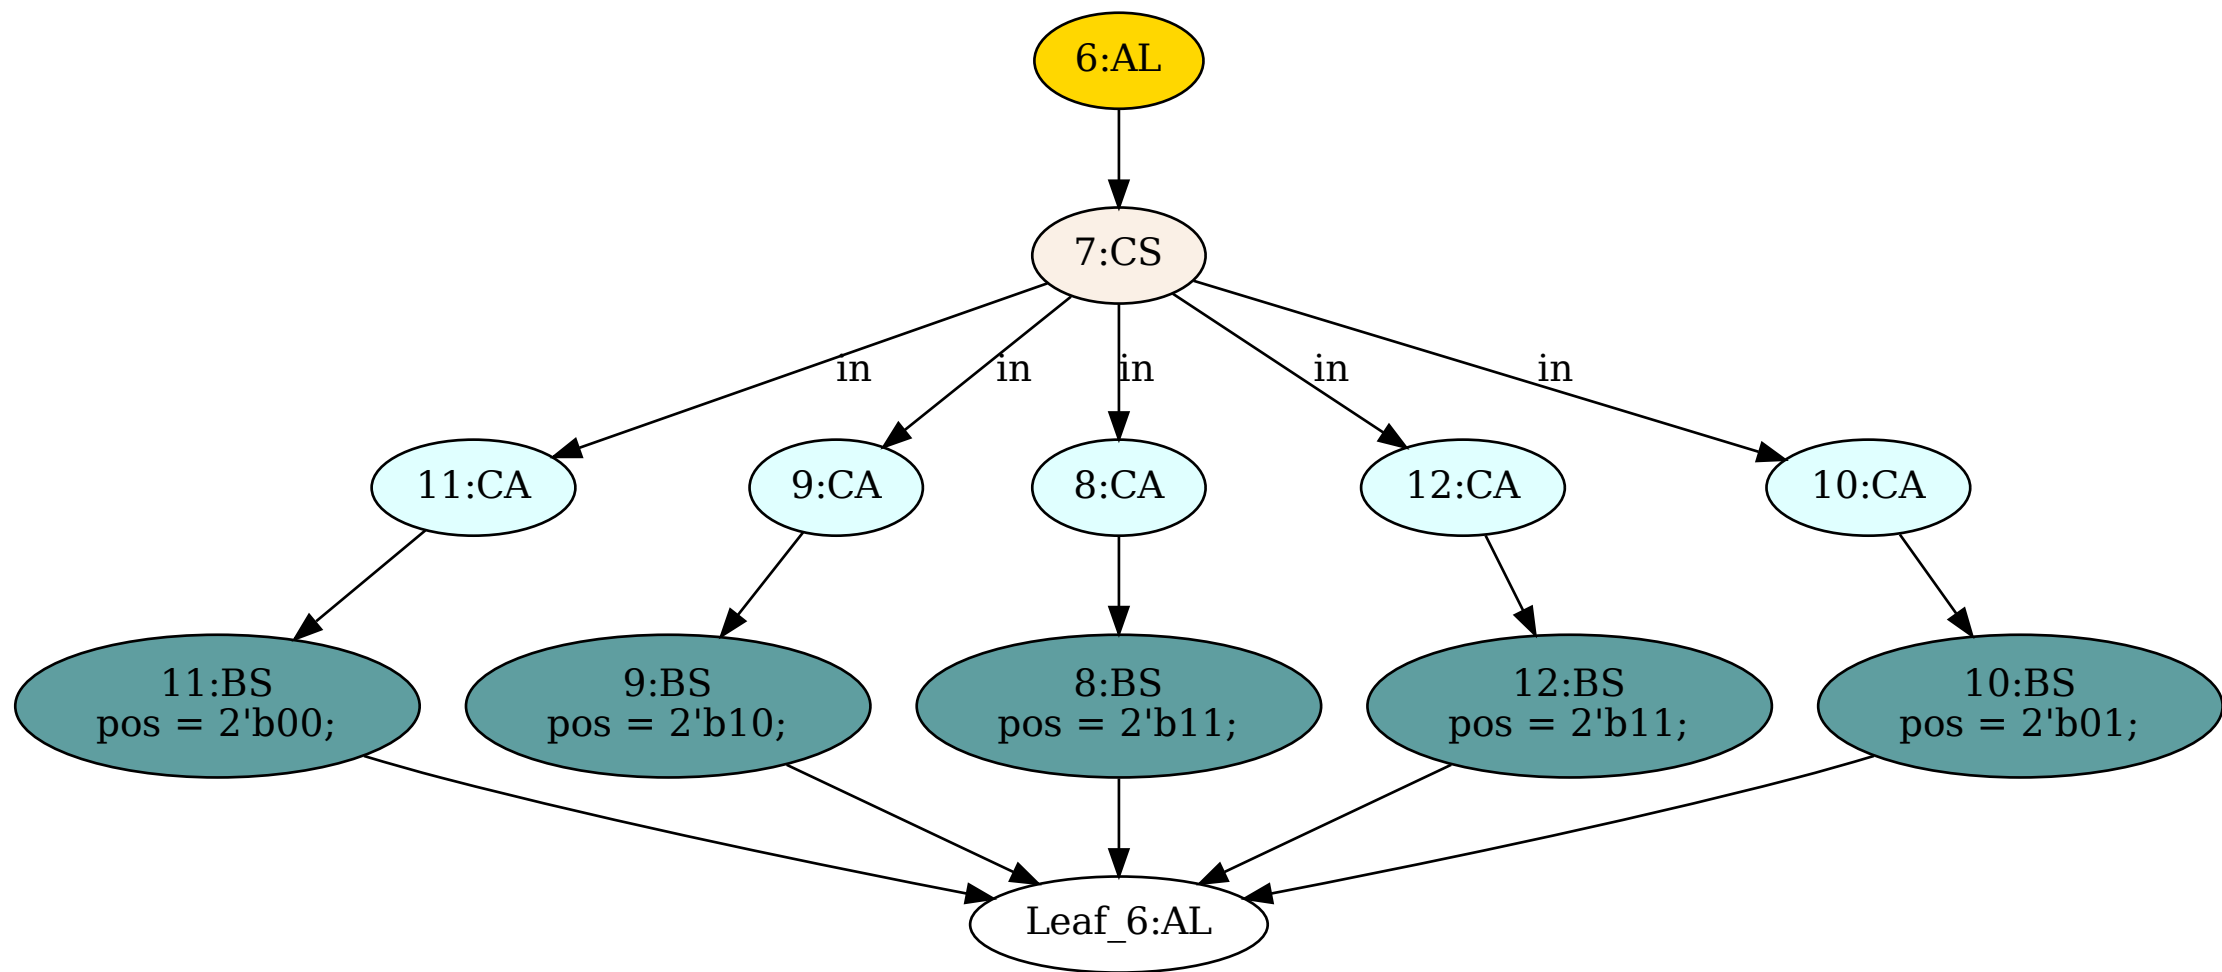 6:AL
7:CS
in
in
in
in
in
11:CA
9:CA
8:CA
12:CA
10:CA
11:BS
pos = 2'b00;
9:BS
pos = 2'b10;
8:BS
pos = 2'b11;
12:BS
pos = 2'b11;
10:BS
pos = 2'b01;
Leaf_6:AL